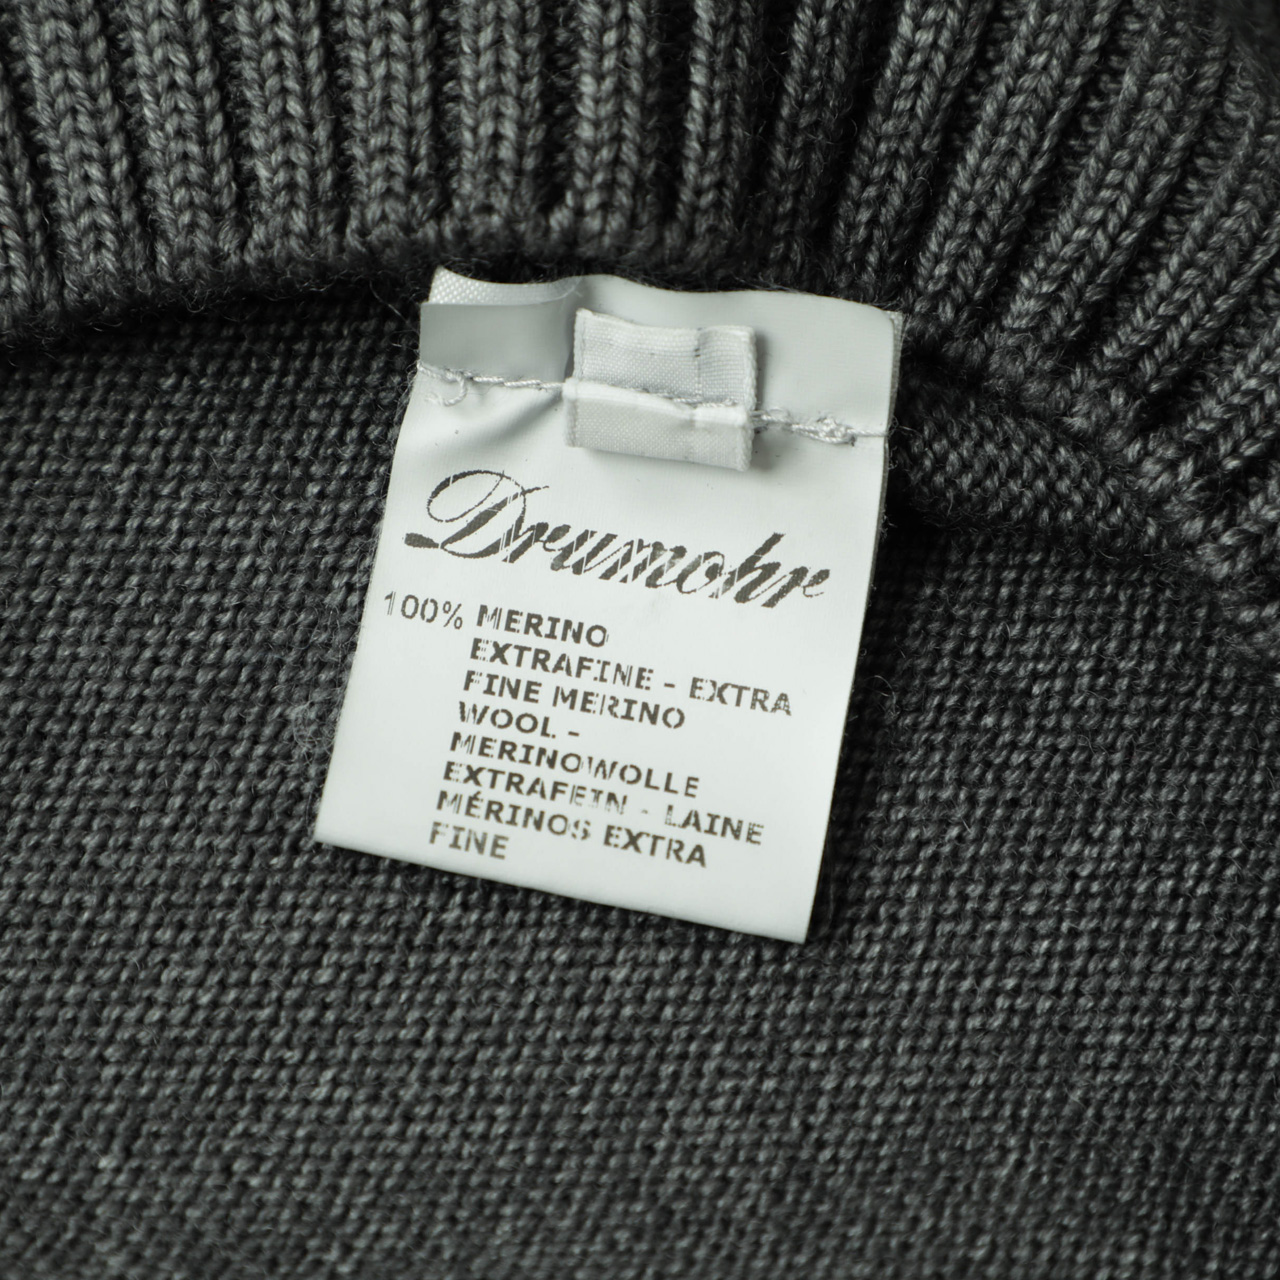 Drumohr
100% MERINO
EXTRAFINE - EXTRA
FINE MERINO
WOOL -
MERINOWOLLE
EXTRAFEIN - LAINE
MÉRINOS EXTRA
FINE